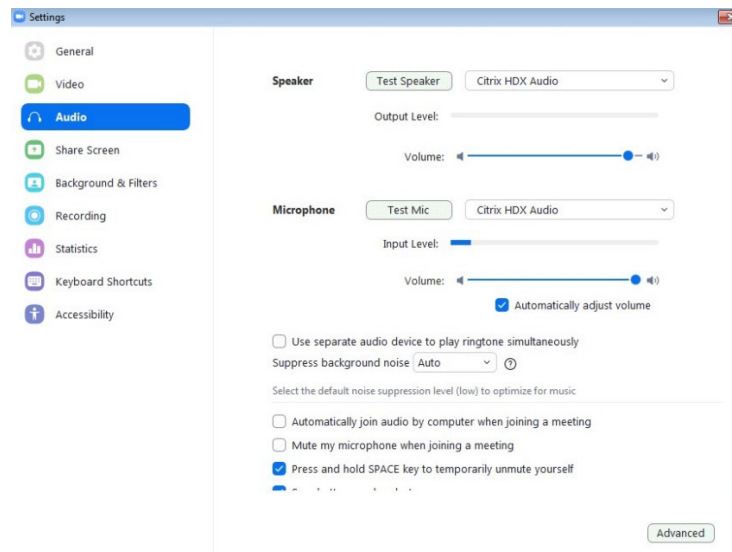 Settings
General
Video
Audio
Share Screen
Background & Filters
Recording
Statistics
Keyboard Shortcuts
Accessibility
Speaker Test Speaker Citrix HDX Audio
Output Level:
Volume:
Microphone Test Mic Citrix HDX Audio
Input Level:
Volume:
Automatically adjust volume
Use separate audio device to play ringtone simultaneously
Suppress background noise Auto
Select the default noise suppression level (low) to optimize for music
Automatically join audio by computer when joining a meeting
Mute my microphone when joining a meeting
Press and hold SPACE key to temporarily unmute yourself
Advanced